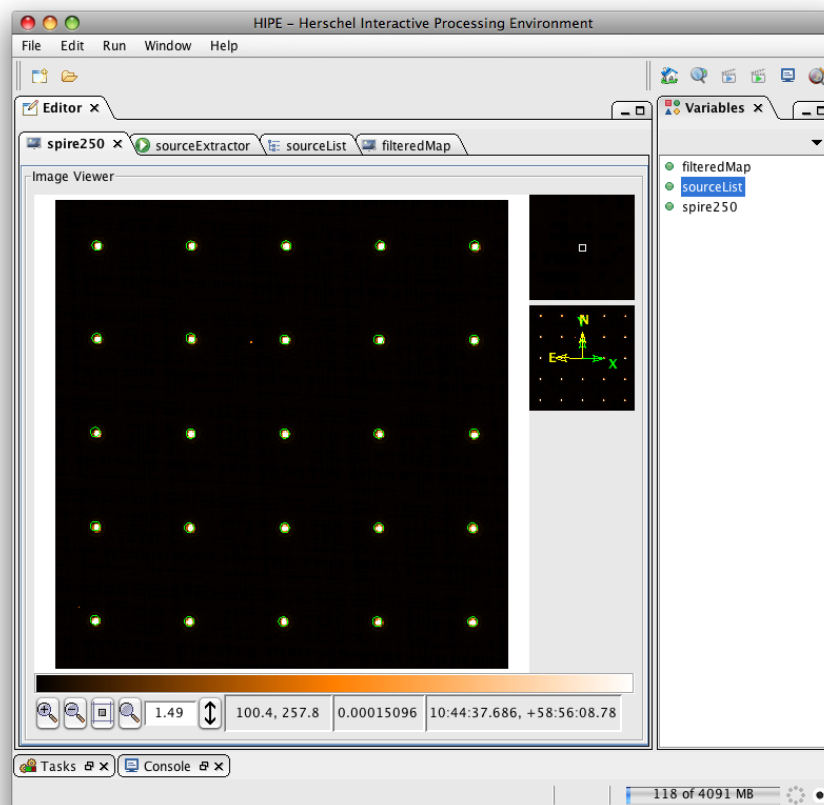 HIPE – Herschel Interactive Processing Environment
File Edit Run Window Help
Editor
Variables
spire250 sourceExtractor sourceList filteredMap
Image Viewer
filteredMap
sourceList
spire250
N
E
X
1.49 100.4, 257.8 0.00015096 10:44:37.686, +58:56:08.78
Tasks Console
118 of 4091 MB